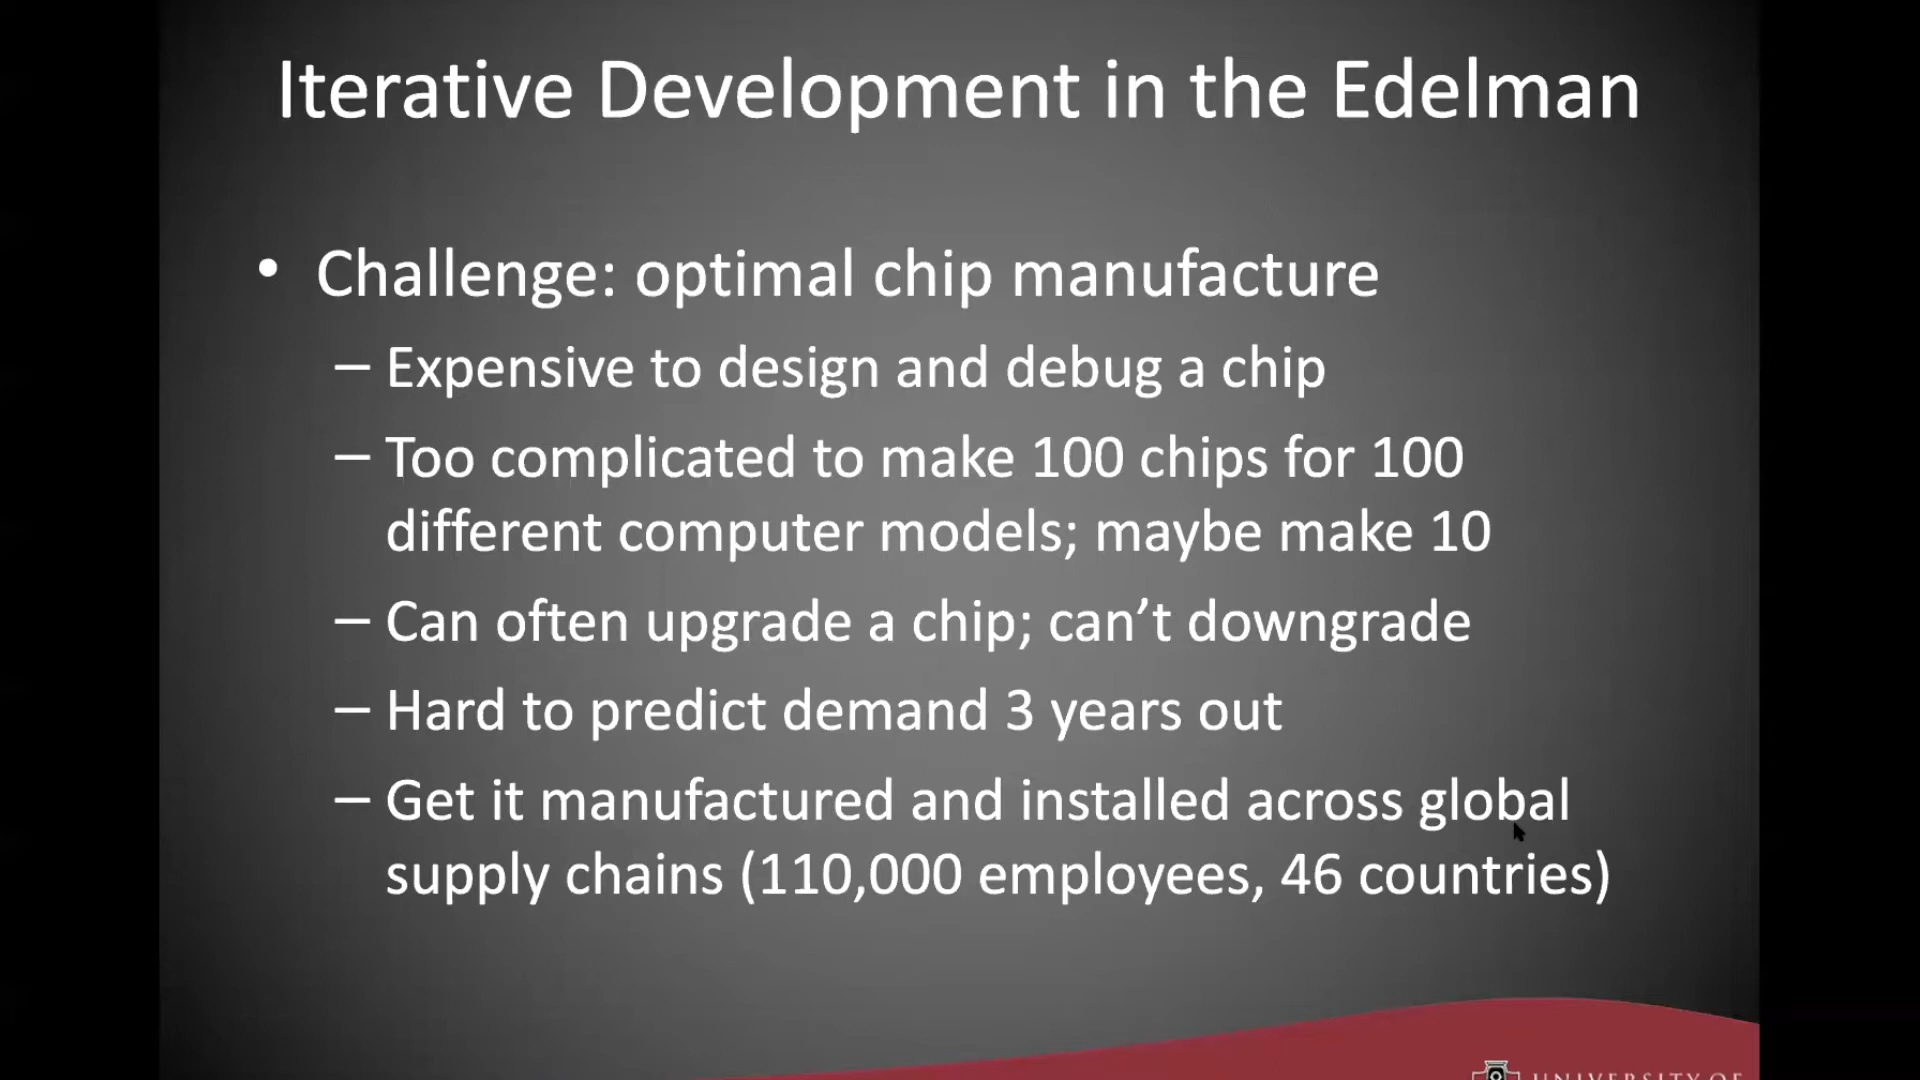 Iterative Development in the Edelman
• Challenge: optimal chip manufacture
– Expensive to design and debug a chip
– Too complicated to make 100 chips for 100
different computer models; maybe make 10
– Can often upgrade a chip; can’t downgrade
– Hard to predict demand 3 years out
– Get it manufactured and installed across global
supply chains (110,000 employees, 46 countries)
UNIVERSITY OF